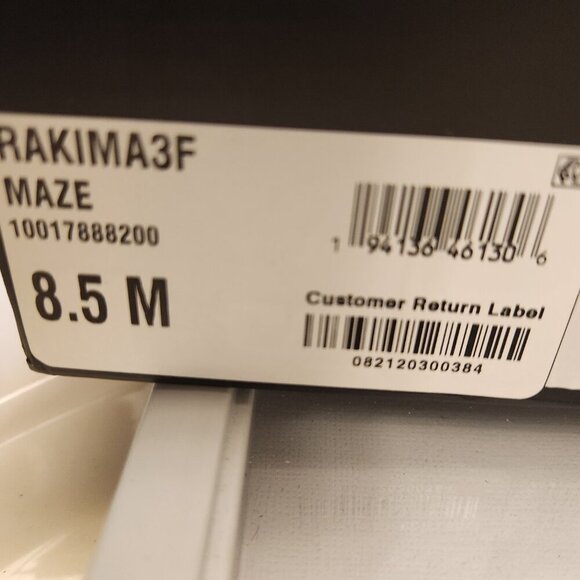 RAKIMA3F
MAZE
10017888200
8.5 M
1 94136 46130 6
Customer Return Label
082120300384